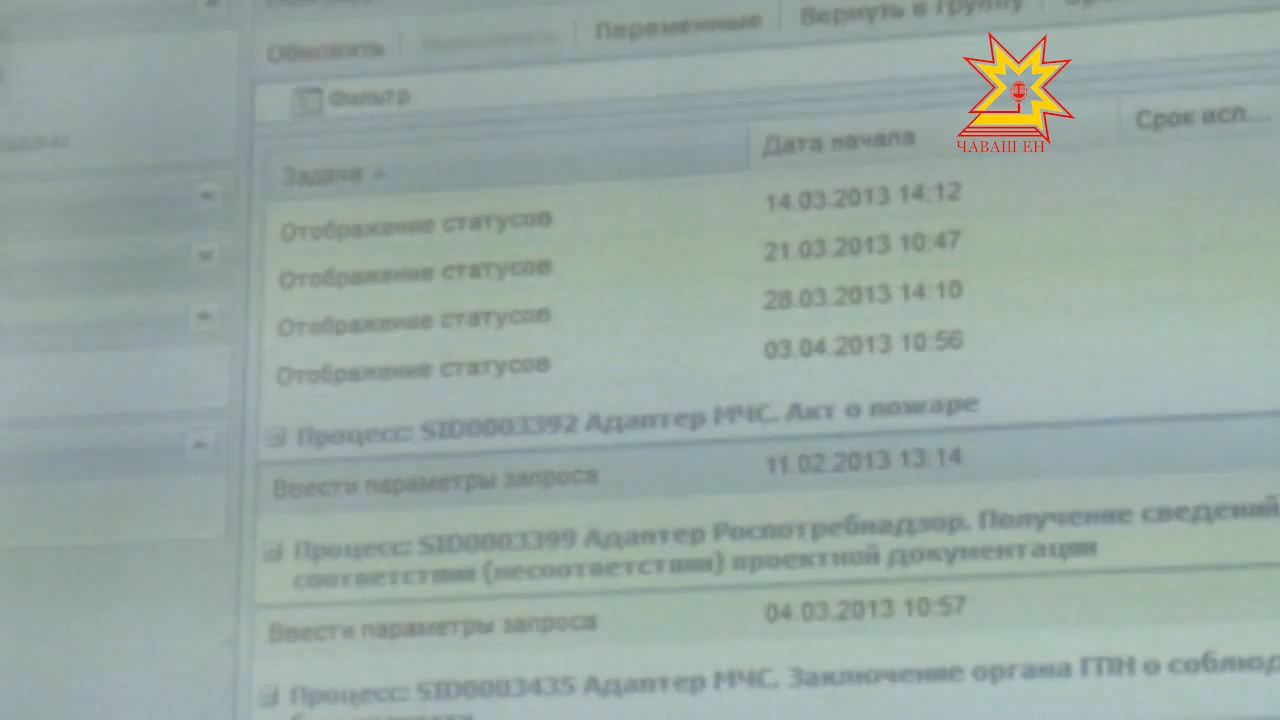 Обновить
Переменные
Вернуть в группу
Фильтр
Задача
Дата начала
Срок исп...
ЧӐВАШ ЕН
Отображение статусов 14.03.2013 14:12
Отображение статусов 21.03.2013 10:47
Отображение статусов 28.03.2013 14:10
Отображение статусов 03.04.2013 10:56
Процесс: SID0003392 Адаптер МЧС. Акт о пожаре
Ввести параметры запроса 11.02.2013 13:14
Процесс: SID0003399 Адаптер Роспотребнадзор. Получение сведений
соответствии (несоответствии) проектной документации
Ввести параметры запроса 04.03.2013 10:57
Процесс: SID0003435 Адаптер МЧС. Заключение органа ГПН о соблюд